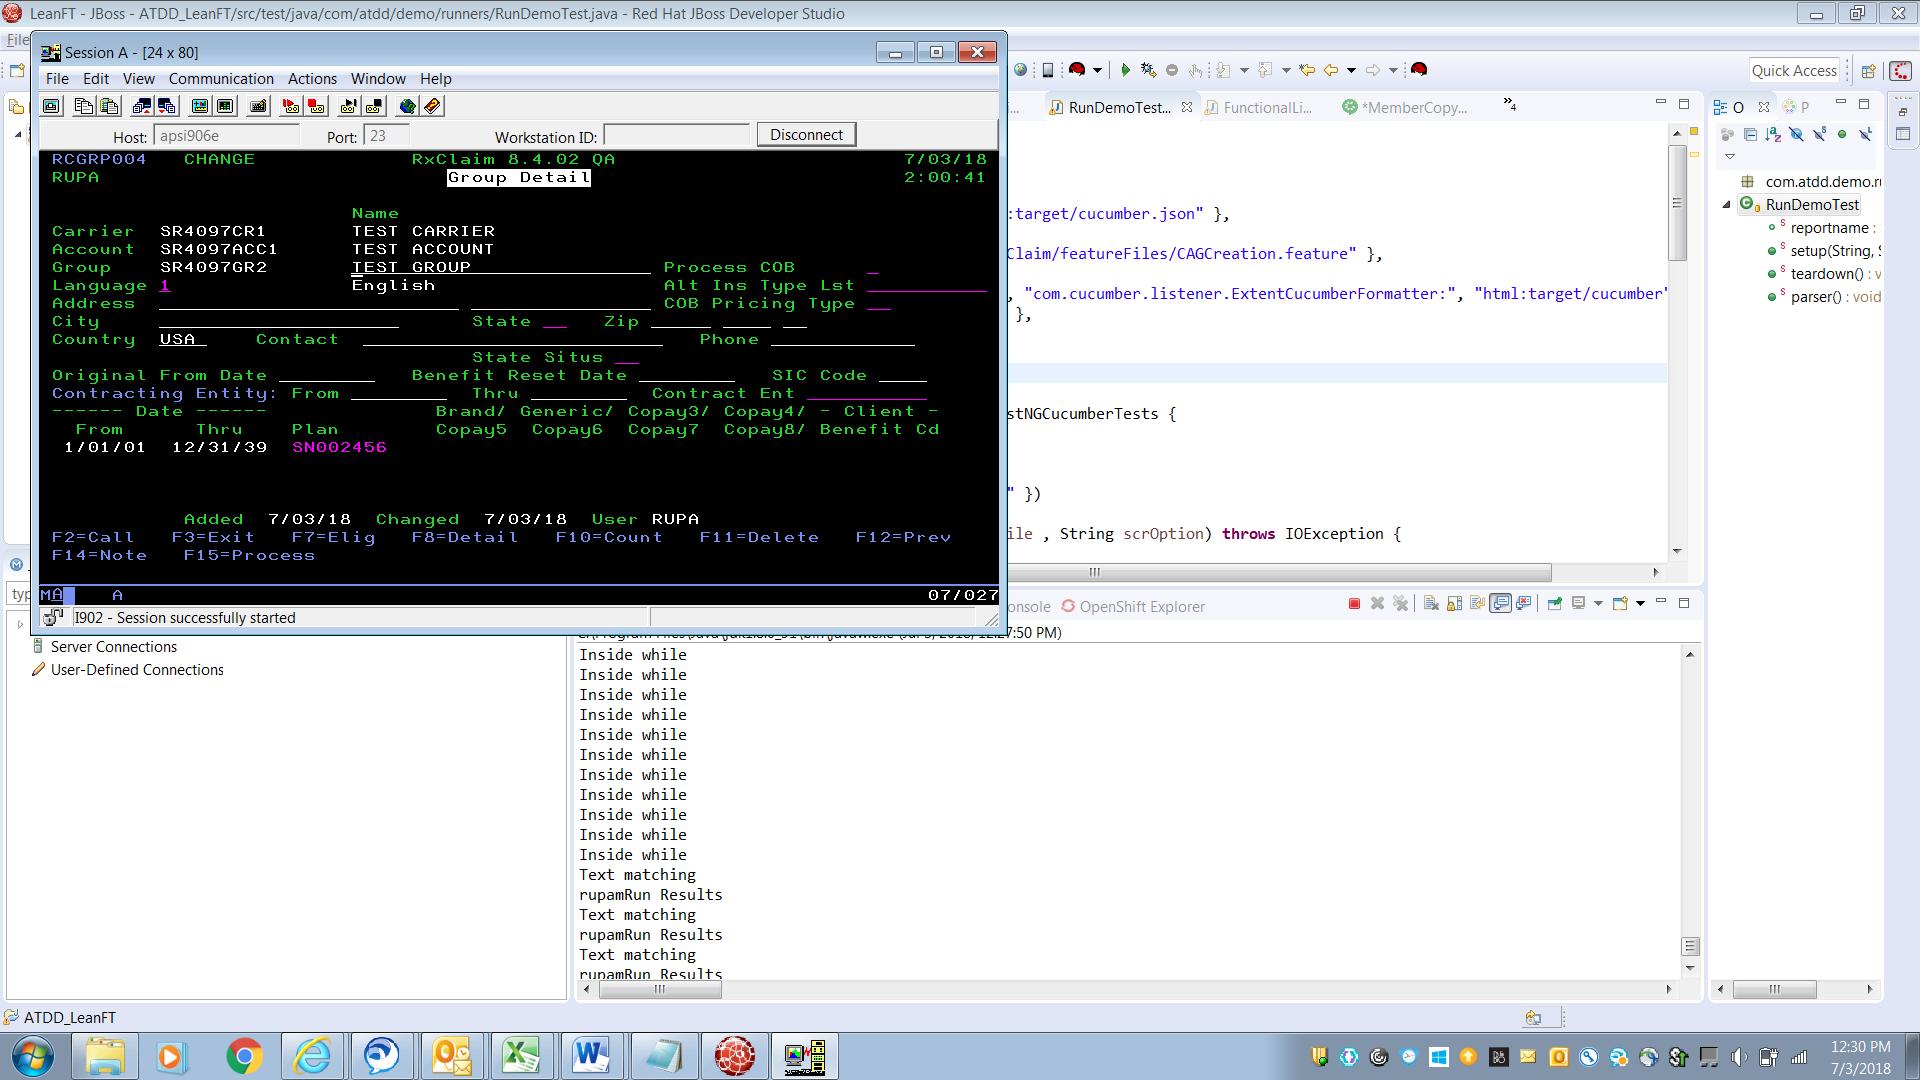 LeanFT - JBoss - ATDD_LeanFT/src/test/java/com/atdd/demo/runners/RunDemoTest.java - Red Hat JBoss Developer Studio
File
Session A - [24 x 80]
File Edit View Communication Actions Window Help
Host: apsi906e Port: 23 Workstation ID: Disconnect
RCGRP004 CHANGE RxClaim 8.4.02 QA 7/03/18
RUPA Group Detail 2:00:41
Name
Carrier SR4097CR1 TEST CARRIER
Account SR4097ACC1 TEST ACCOUNT
Group SR4097GR2 TEST GROUP Process COB
Language 1 English Alt Ins Type Lst
Address COB Pricing Type
City State Zip
Country USA Contact Phone
State Situs
Original From Date Benefit Reset Date SIC Code
Contracting Entity: From Thru Contract Ent
------ Date ------ Brand/ Generic/ Copay3/ Copay4/ - Client -
From Thru Plan Copay5 Copay6 Copay7 Copay8/ Benefit Cd
1/01/01 12/31/39 SN002456
Added 7/03/18 Changed 7/03/18 User RUPA
F2=Call F3=Exit F7=Elig F8=Detail F10=Count F11=Delete F12=Prev
F14=Note F15=Process
MA A 07/027
I902 - Session successfully started
Quick Access
RunDemoTest... FunctionalLi... *MemberCopy... »4
:target/cucumber.json" },
Claim/featureFiles/CAGCreation.feature" },
, "com.cucumber.listener.ExtentCucumberFormatter:", "html:target/cucumber"
},
stNGCucumberTests {
" })
ile , String scrOption) throws IOException {
O P
com.atdd.demo.ru
RunDemoTest
reportname :
setup(String, S
teardown() : v
parser() : void
typ
Server Connections
User-Defined Connections
onsole OpenShift Explorer
:50 PM)
Inside while
Inside while
Inside while
Inside while
Inside while
Inside while
Inside while
Inside while
Inside while
Inside while
Inside while
Text matching
rupamRun Results
Text matching
rupamRun Results
Text matching
rupamRun Results
ATDD_LeanFT
12:30 PM
7/3/2018